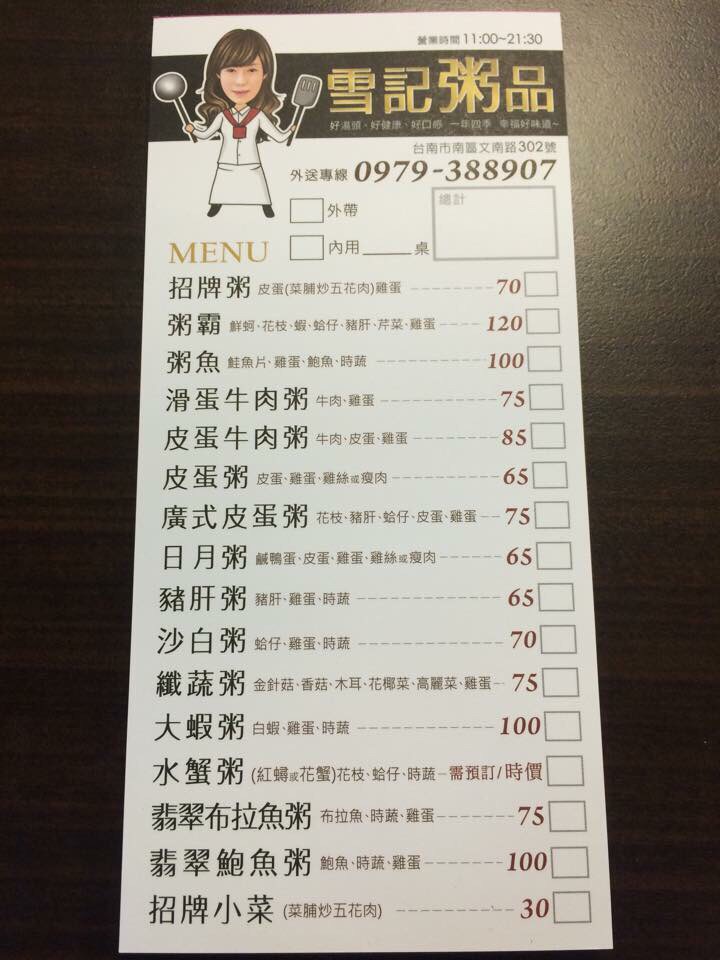 營業時間 11:00~21:30
雪記粥品
好湯頭、好健康、好口感 一年四季 幸福好味道~
台南市南區文南路302號
外送專線 0979-388907
外帶
總計
MENU
內用 桌
招牌粥 皮蛋(菜脯炒五花肉)雞蛋 70
粥霸 鮮蚵、花枝、蝦、蛤仔、豬肝、芹菜、雞蛋 120
粥魚 鮭魚片、雞蛋、鮑魚、時蔬 100
滑蛋牛肉粥 牛肉、雞蛋 75
皮蛋牛肉粥 牛肉、皮蛋、雞蛋 85
皮蛋粥 皮蛋、雞蛋、雞絲或瘦肉 65
廣式皮蛋粥 花枝、豬肝、蛤仔、皮蛋、雞蛋 75
日月粥 鹹鴨蛋、皮蛋、雞蛋、雞絲或瘦肉 65
豬肝粥 豬肝、雞蛋、時蔬 65
沙白粥 蛤仔、雞蛋、時蔬 70
纖蔬粥 金針菇、香菇、木耳、花椰菜、高麗菜、雞蛋 75
大蝦粥 白蝦、雞蛋、時蔬 100
水蟹粥 (紅蟳或花蟹)花枝、蛤仔、時蔬 需預訂/時價
翡翠布拉魚粥 布拉魚、時蔬、雞蛋 75
翡翠鮑魚粥 鮑魚、時蔬、雞蛋 100
招牌小菜 (菜脯炒五花肉) 30